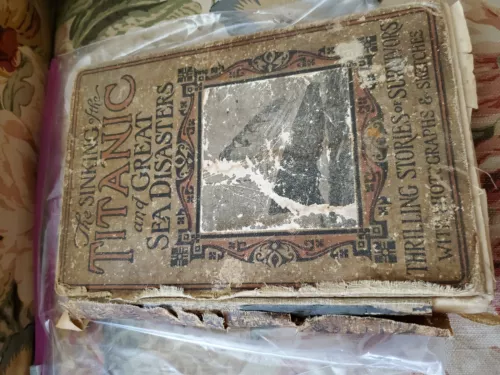 The SINKING of the
TITANIC
and GREAT
SEA DISASTERS
THRILLING STORIES OF SURVIVORS
WITH PHOTOGRAPHS & SKETCHES